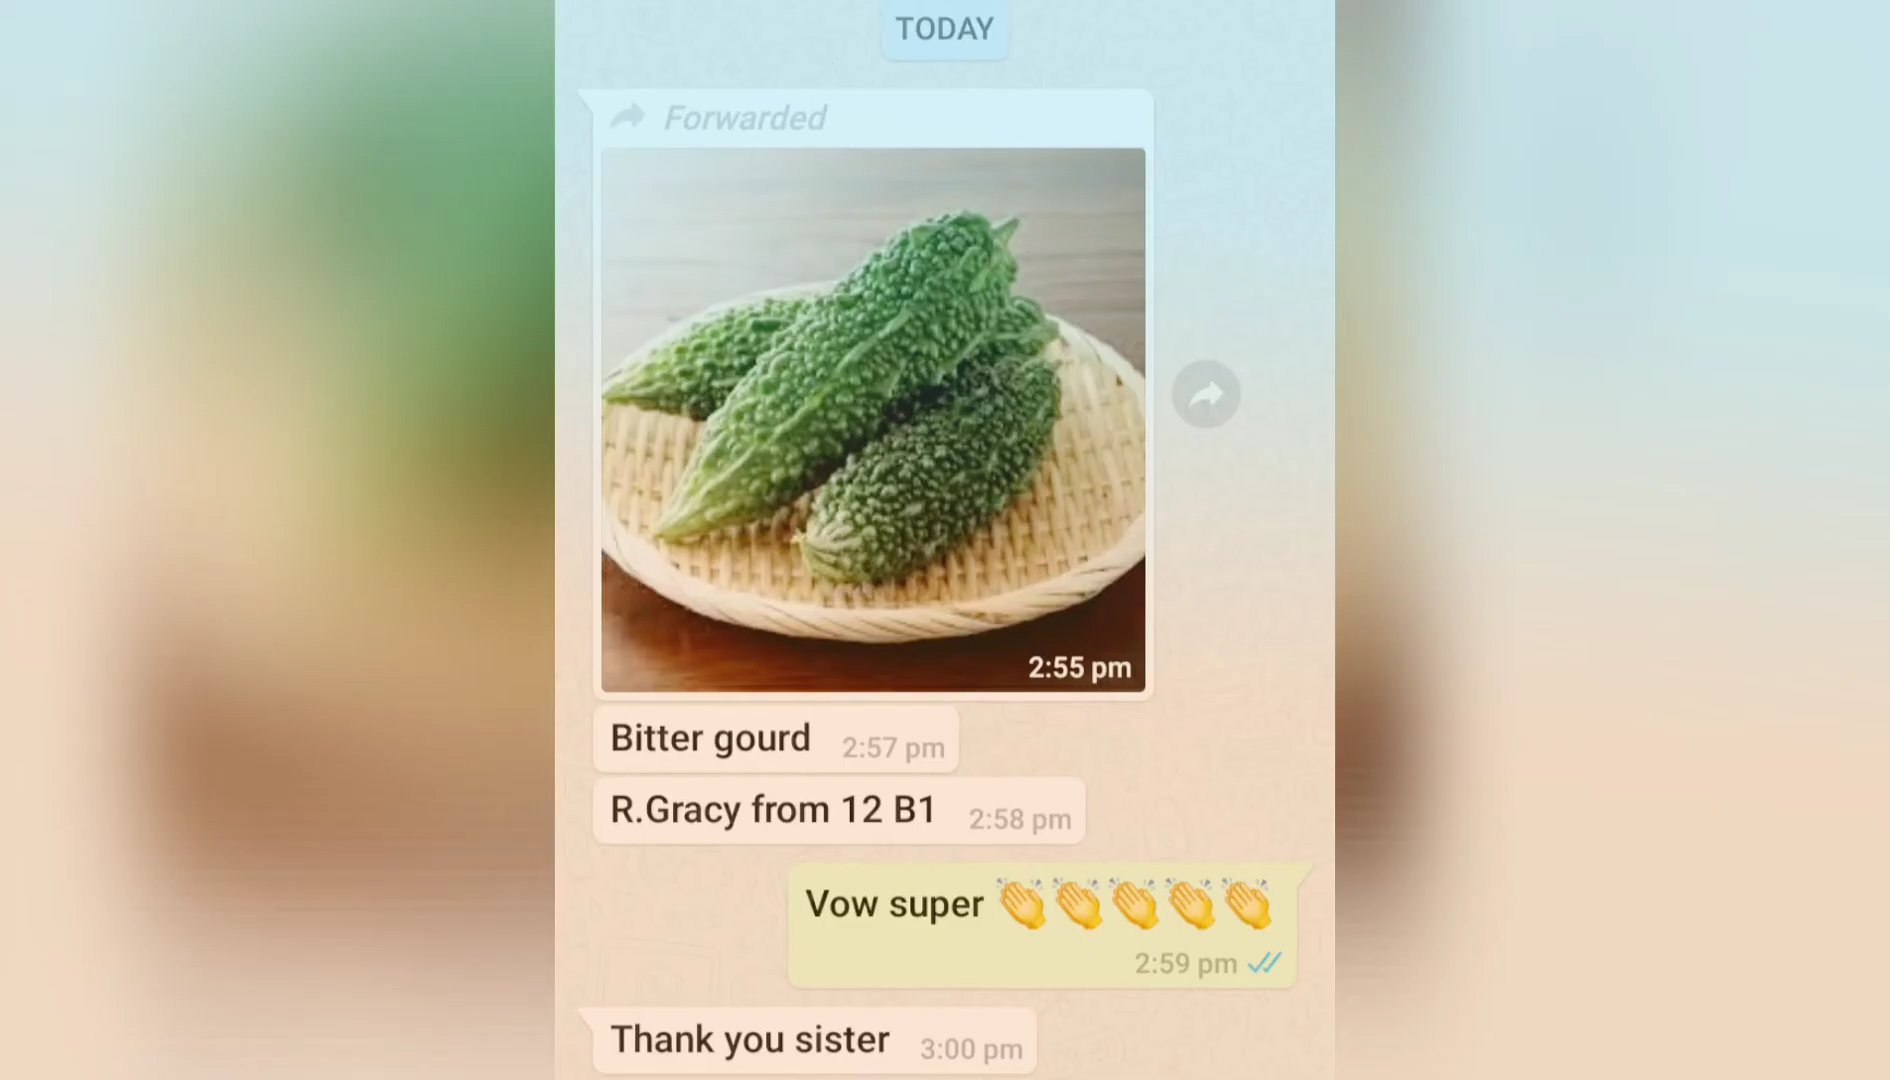 TODAY
Forwarded
2:55 pm
Bitter gourd 2:57 pm
R.Gracy from 12 B1 2:58 pm
Vow super 👏👏👏👏👏
2:59 pm
Thank you sister 3:00 pm